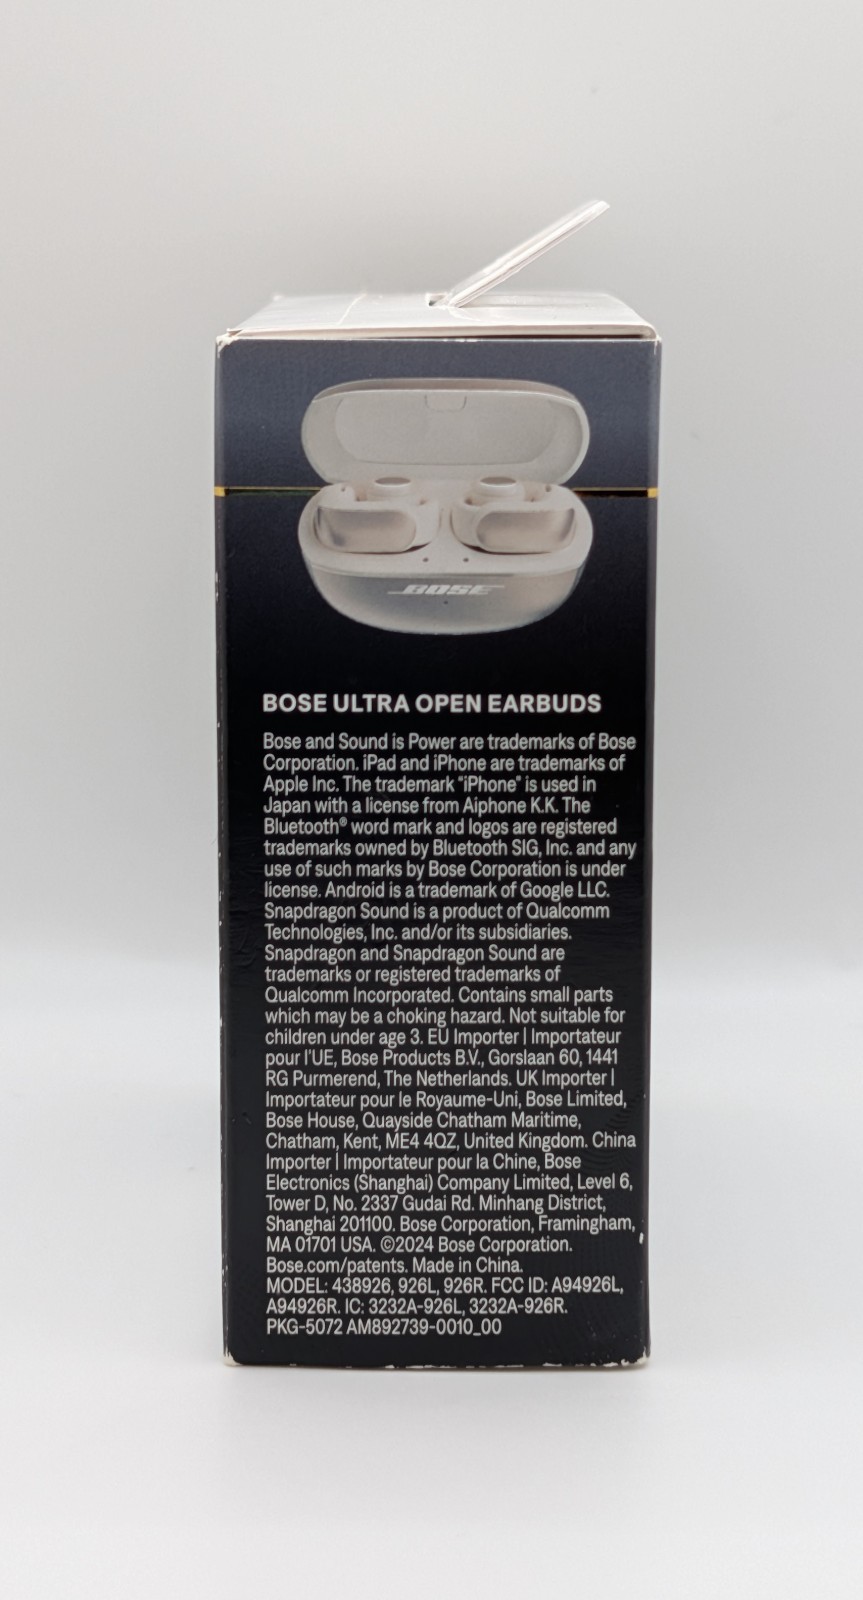 BOSE
BOSE ULTRA OPEN EARBUDS
Bose and Sound is Power are trademarks of Bose
Corporation. iPad and iPhone are trademarks of
Apple Inc. The trademark "iPhone" is used in
Japan with a license from Aiphone K.K. The
Bluetooth® word mark and logos are registered
trademarks owned by Bluetooth SIG, Inc. and any
use of such marks by Bose Corporation is under
license. Android is a trademark of Google LLC.
Snapdragon Sound is a product of Qualcomm
Technologies, Inc. and/or its subsidiaries.
Snapdragon and Snapdragon Sound are
trademarks or registered trademarks of
Qualcomm Incorporated. Contains small parts
which may be a choking hazard. Not suitable for
children under age 3. EU Importer | Importateur
pour l'UE, Bose Products B.V., Gorslaan 60, 1441
RG Purmerend, The Netherlands. UK Importer |
Importateur pour le Royaume-Uni, Bose Limited,
Bose House, Quayside Chatham Maritime,
Chatham, Kent, ME4 4QZ, United Kingdom. China
Importer | Importateur pour la Chine, Bose
Electronics (Shanghai) Company Limited, Level 6,
Tower D, No. 2337 Gudai Rd. Minhang District,
Shanghai 201100. Bose Corporation, Framingham,
MA 01701 USA. ©2024 Bose Corporation.
Bose.com/patents. Made in China.
MODEL: 438926, 926L, 926R. FCC ID: A94926L,
A94926R. IC: 3232A-926L, 3232A-926R.
PKG-5072 AM892739-0010_00